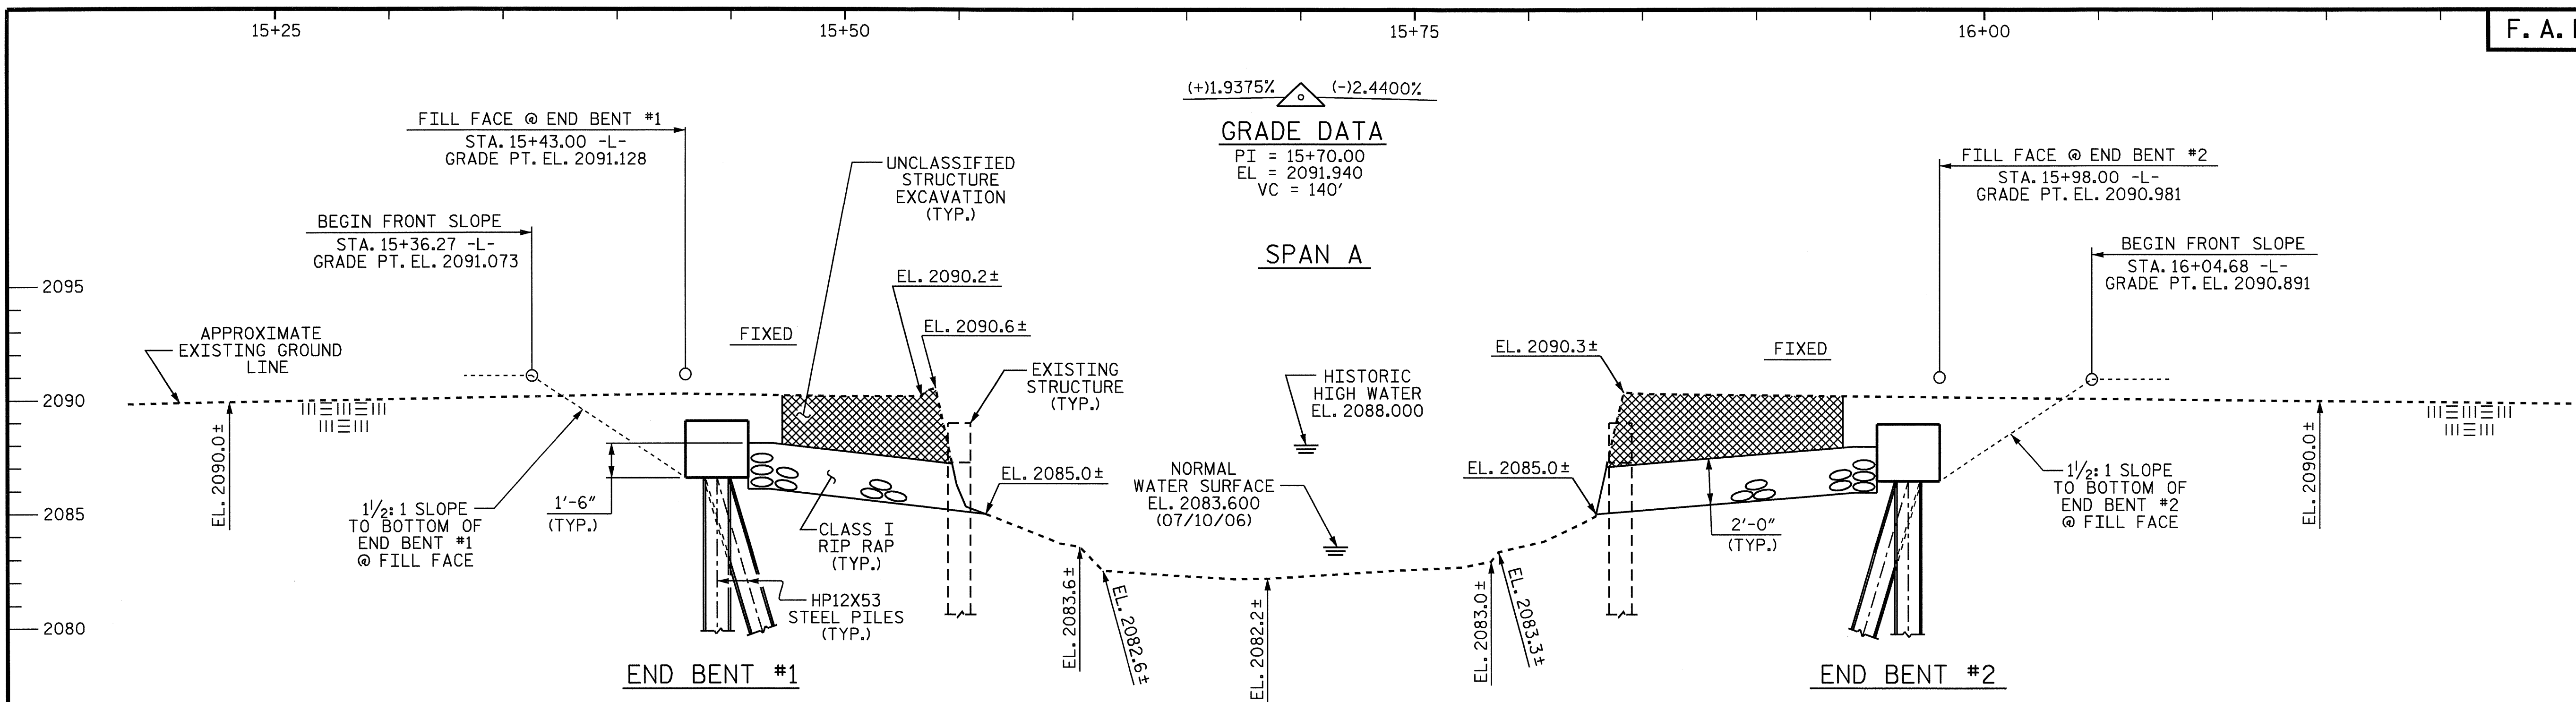 15+25
15+50
15+75
16+00
F. A.
(+)1.9375%
(-)2.4400%
GRADE DATA
PI = 15+70.00
EL = 2091.940
VC = 140'
FILL FACE @ END BENT #1
STA. 15+43.00 -L-
GRADE PT. EL. 2091.128
BEGIN FRONT SLOPE
STA. 15+36.27 -L-
GRADE PT. EL. 2091.073
UNCLASSIFIED
STRUCTURE
EXCAVATION
(TYP.)
SPAN A
FILL FACE @ END BENT #2
STA. 15+98.00 -L-
GRADE PT. EL. 2090.981
BEGIN FRONT SLOPE
STA. 16+04.68 -L-
GRADE PT. EL. 2090.891
2095
2090
2085
2080
APPROXIMATE
EXISTING GROUND
LINE
FIXED
EL. 2090.2±
EL. 2090.6±
EXISTING
STRUCTURE
(TYP.)
HISTORIC
HIGH WATER
EL. 2088.000
EL. 2090.3±
FIXED
EL. 2090.0±
1½:1 SLOPE
TO BOTTOM OF
END BENT #1
@ FILL FACE
1'-6"
(TYP.)
CLASS I
RIP RAP
(TYP.)
HP12X53
STEEL PILES
(TYP.)
EL. 2085.0±
NORMAL
WATER SURFACE
EL. 2083.600
(07/10/06)
EL. 2085.0±
2'-0"
(TYP.)
1½:1 SLOPE
TO BOTTOM OF
END BENT #2
@ FILL FACE
EL. 2090.0±
EL. 2083.6±
EL. 2082.6±
EL. 2082.2±
EL. 2083.0±
EL. 2083.3±
END BENT #1
END BENT #2